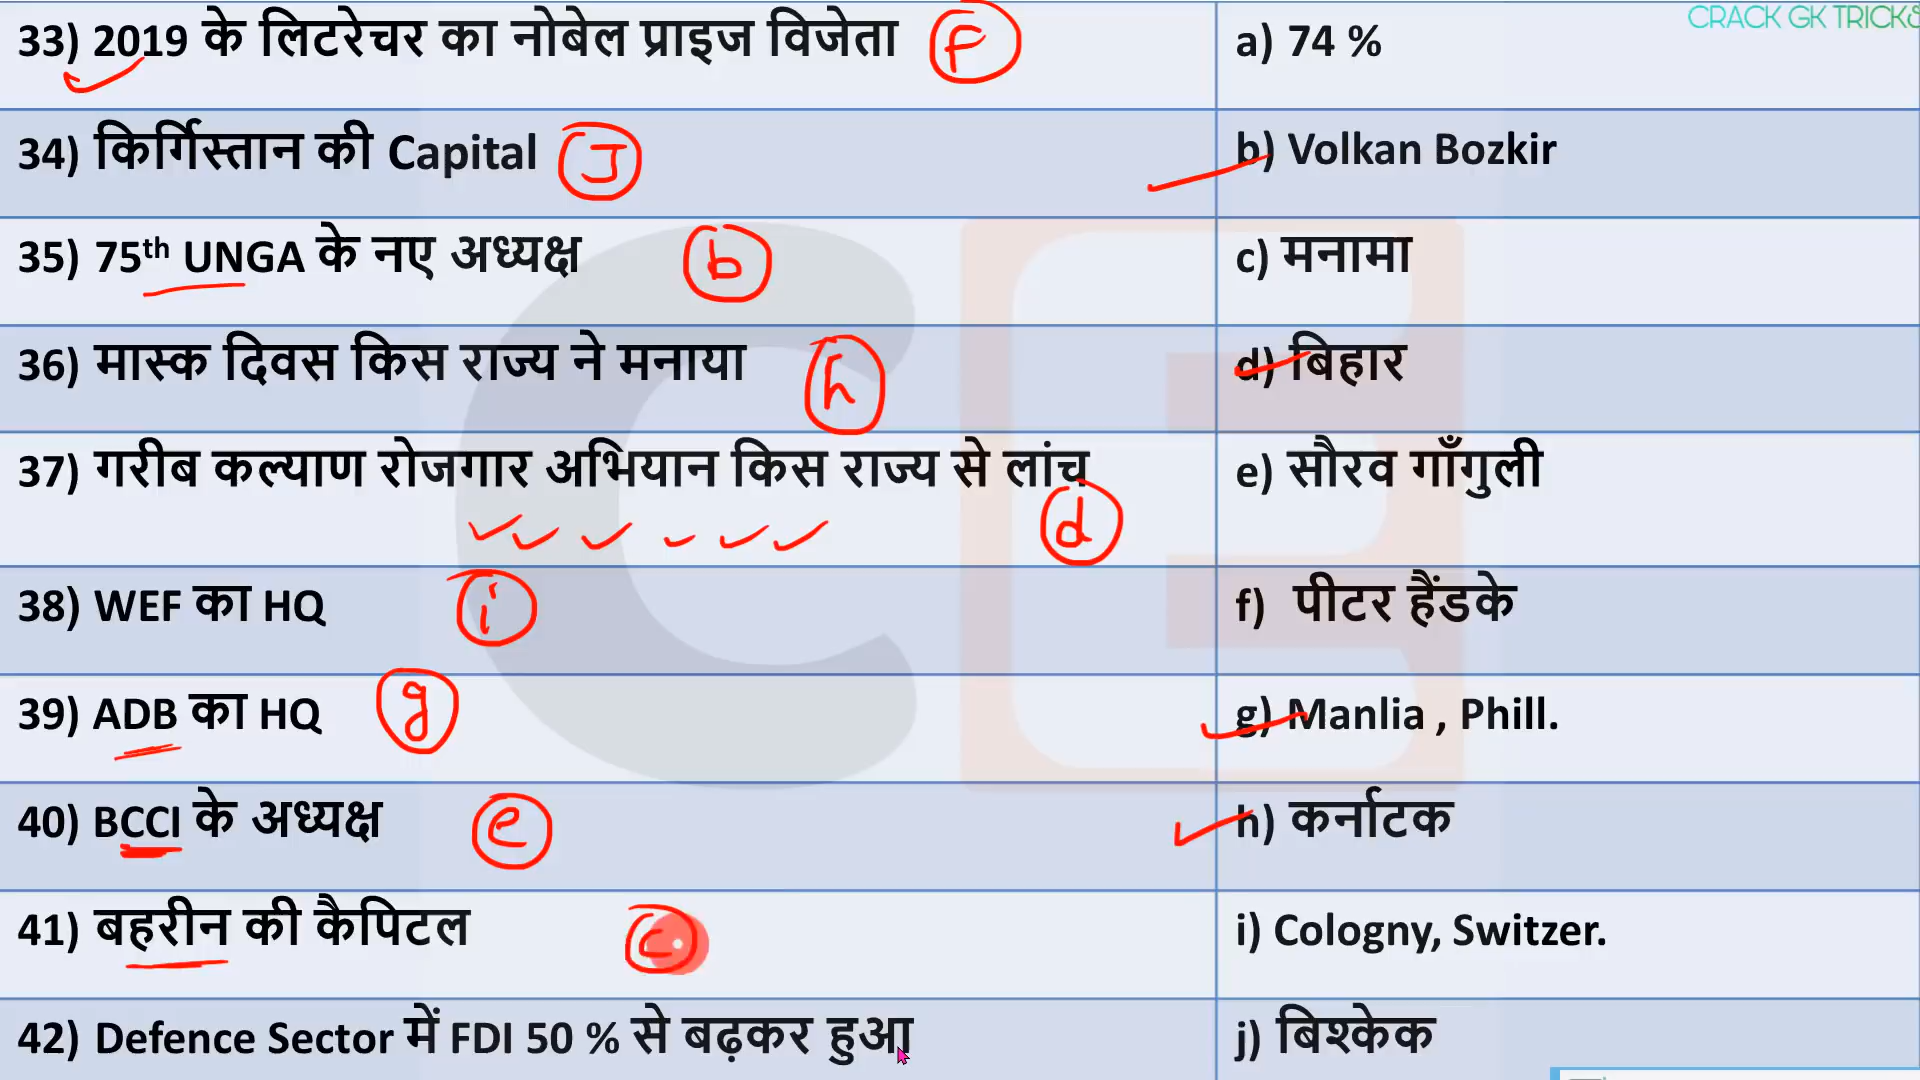 CRACK GK TRICKS
33) 2019 के लिटरेचर का नोबेल प्राइज विजेता F
a) 74 %
34) किर्गिस्तान की Capital J
b) Volkan Bozkir
35) 75th UNGA के नए अध्यक्ष b
c) मनामा
36) मास्क दिवस किस राज्य ने मनाया h
d) बिहार
37) गरीब कल्याण रोजगार अभियान किस राज्य से लांच d
e) सौरव गाँगुली
38) WEF का HQ i
f) पीटर हैंडके
39) ADB का HQ g
g) Manlia , Phill.
40) BCCI के अध्यक्ष e
h) कर्नाटक
41) बहरीन की कैपिटल c
i) Cologny, Switzer.
42) Defence Sector में FDI 50 % से बढ़कर हुआ
j) बिश्केक